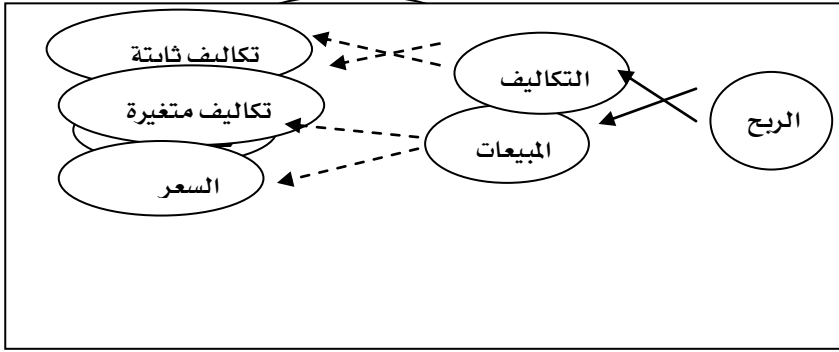 الربح
التكاليف
المبيعات
تكاليف ثابتة
تكاليف متغيرة
السعر